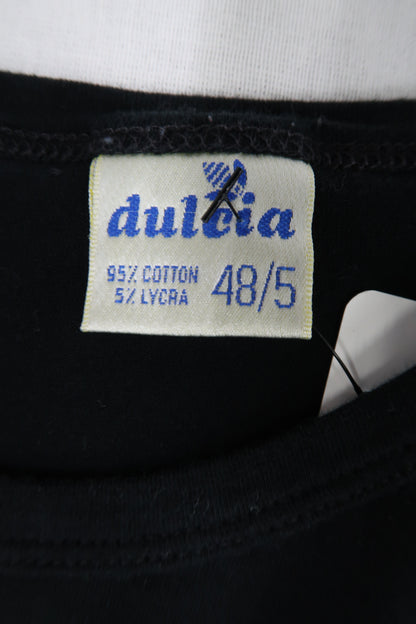 dulcia
95% COTTON
5% LYCRA
48/5